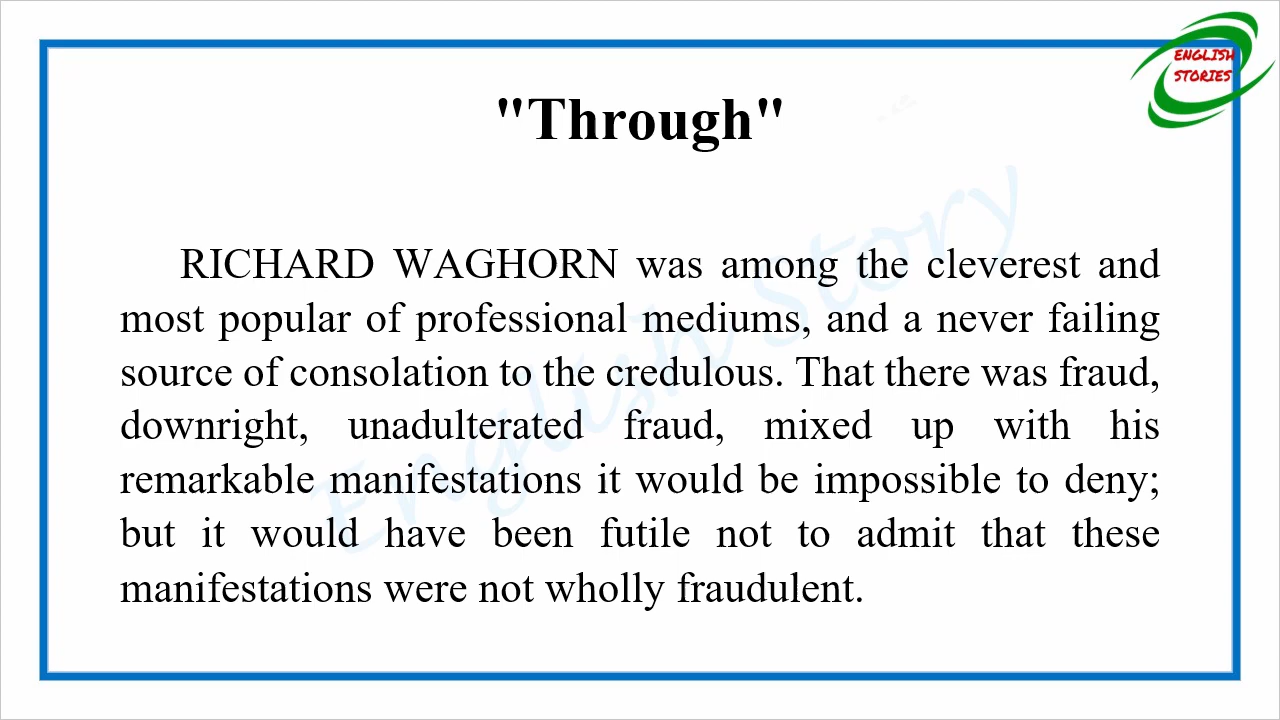 ENGLISH
STORIES
"Through"
RICHARD WAGHORN was among the cleverest and
most popular of professional mediums, and a never failing
source of consolation to the credulous. That there was fraud,
downright, unadulterated fraud, mixed up with his
remarkable manifestations it would be impossible to deny;
but it would have been futile not to admit that these
manifestations were not wholly fraudulent.
English Story